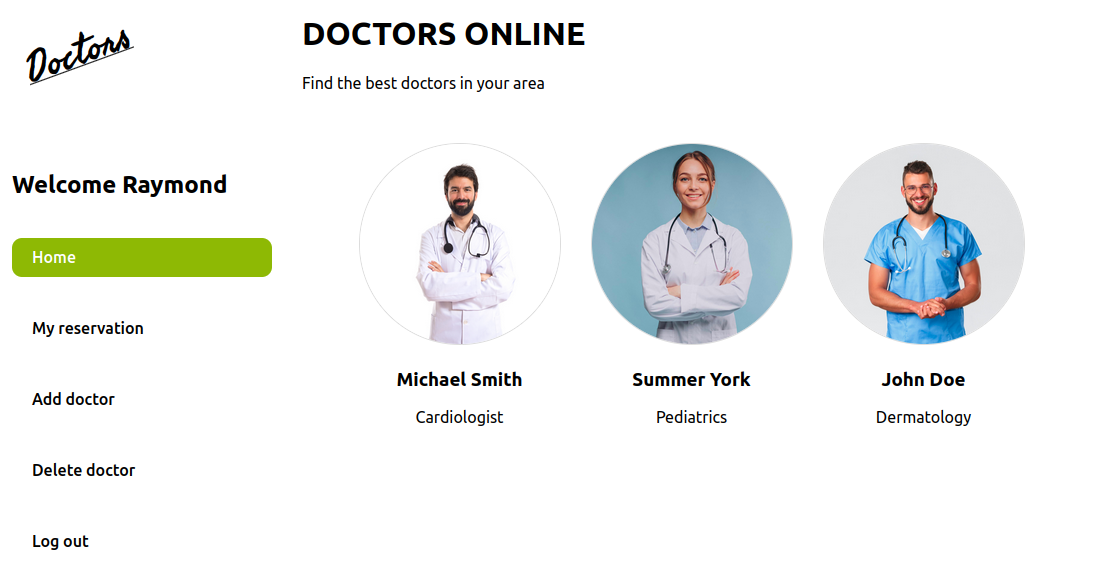 Doctors
DOCTORS ONLINE
Find the best doctors in your area
Welcome Raymond
Home
My reservation
Add doctor
Delete doctor
Log out
Michael Smith
Cardiologist
Summer York
Pediatrics
John Doe
Dermatology